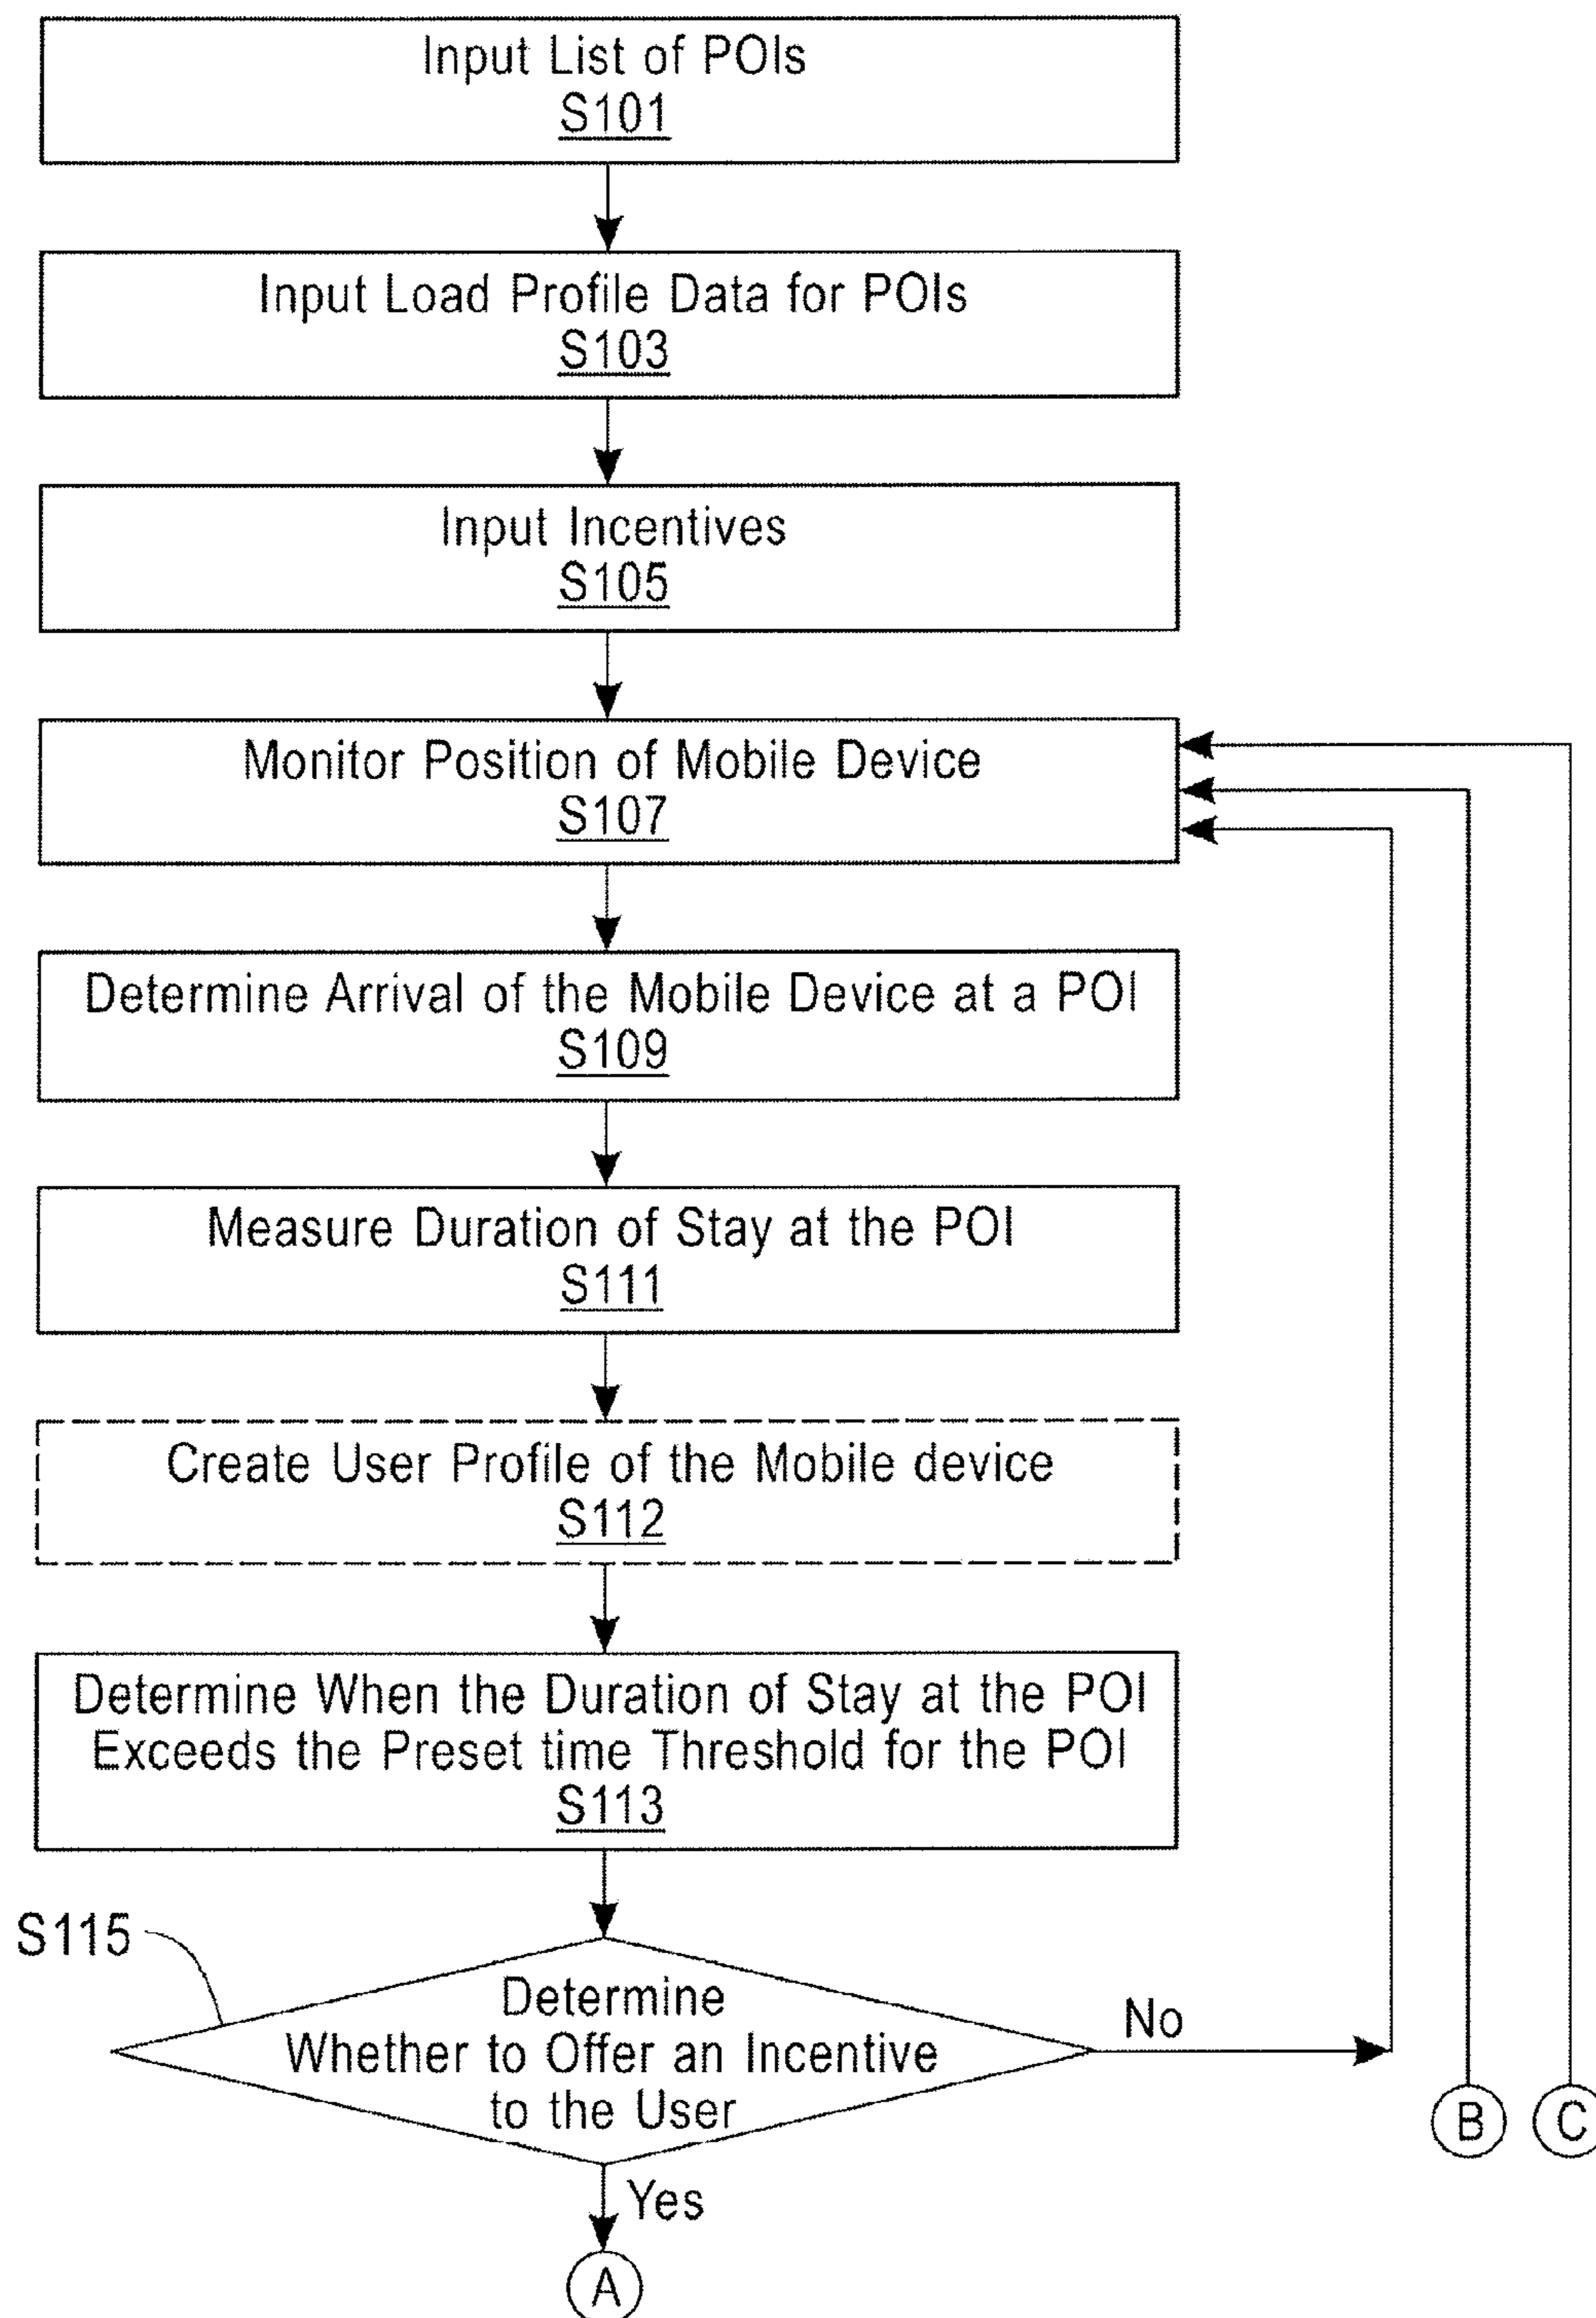 Input List of POIs
S101
Input Load Profile Data for POIs
S103
Input Incentives
S105
Monitor Position of Mobile Device
S107
Determine Arrival of the Mobile Device at a POI
S109
Measure Duration of Stay at the POI
S111
Create User Profile of the Mobile device
S112
Determine When the Duration of Stay at the POI
Exceeds the Preset time Threshold for the POI
S113
S115
Determine
Whether to Offer an Incentive
to the User
No
B
C
Yes
A